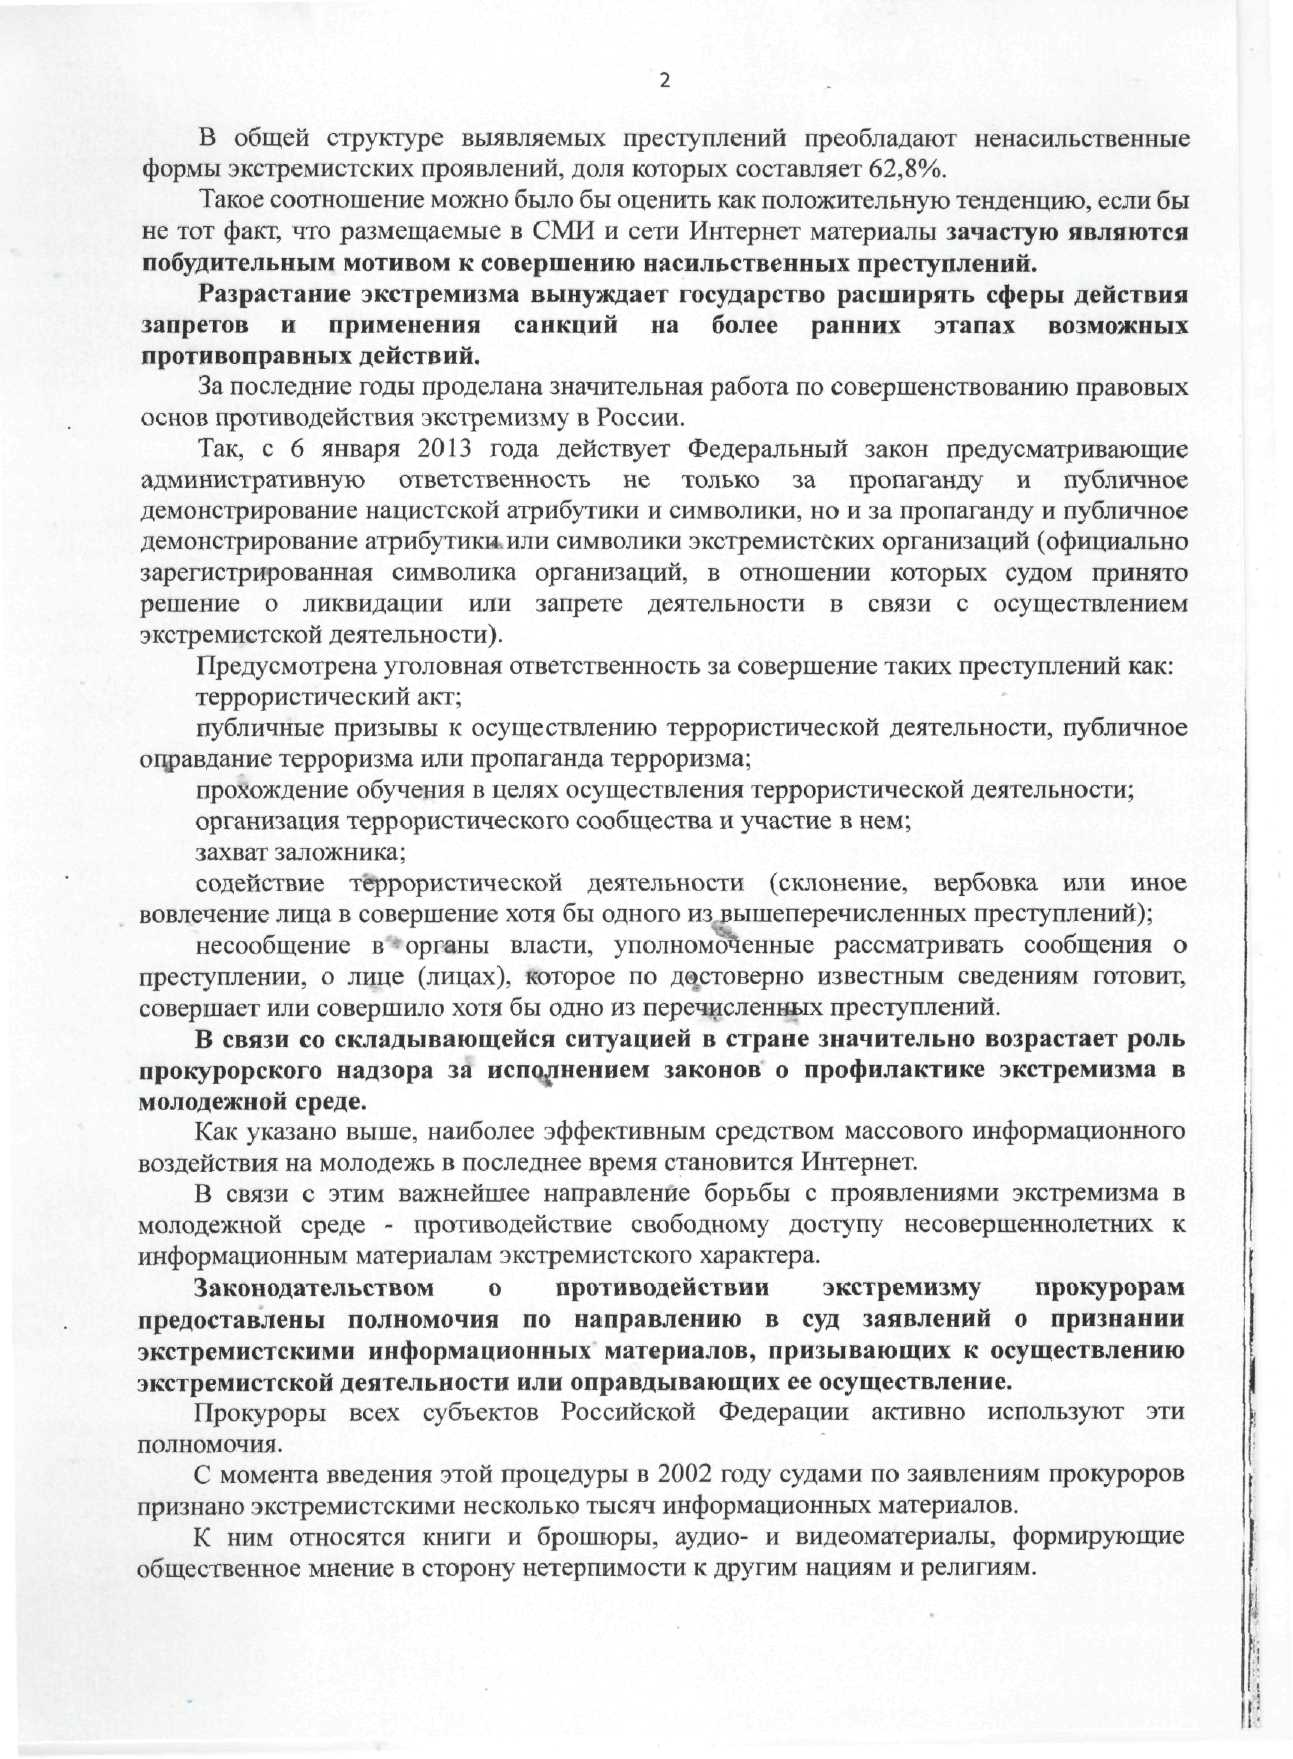 2
В общей структуре выявляемых преступлений преобладают ненасильственные
формы экстремистских проявлений, доля которых составляет 62,8%.
Такое соотношение можно было бы оценить как положительную тенденцию, если бы
не тот факт, что размещаемые в СМИ и сети Интернет материалы зачастую являются
побудительным мотивом к совершению насильственных преступлений.
Разрастание экстремизма вынуждает государство расширять сферы действия
запретов и применения санкций на более ранних этапах возможных
противоправных действий.
За последние годы проделана значительная работа по совершенствованию правовых
основ противодействия экстремизму в России.
Так, с 6 января 2013 года действует Федеральный закон предусматривающие
административную ответственность не только за пропаганду и публичное
демонстрирование нацистской атрибутики и символики, но и за пропаганду и публичное
демонстрирование атрибутики или символики экстремистских организаций (официально
зарегистрированная символика организаций, в отношении которых судом принято
решение о ликвидации или запрете деятельности в связи с осуществлением
экстремистской деятельности).
Предусмотрена уголовная ответственность за совершение таких преступлений как:
террористический акт;
публичные призывы к осуществлению террористической деятельности, публичное
оправдание терроризма или пропаганда терроризма;
прохождение обучения в целях осуществления террористической деятельности;
организация террористического сообщества и участие в нем;
захват заложника;
содействие террористической деятельности (склонение, вербовка или иное
вовлечение лица в совершение хотя бы одного из вышеперечисленных преступлений);
несообщение в органы власти, уполномоченные рассматривать сообщения о
преступлении, о лице (лицах), которое по достоверно известным сведениям готовит,
совершает или совершило хотя бы одно из перечисленных преступлений.
В связи со складывающейся ситуацией в стране значительно возрастает роль
прокурорского надзора за исполнением законов о профилактике экстремизма в
молодежной среде.
Как указано выше, наиболее эффективным средством массового информационного
воздействия на молодежь в последнее время становится Интернет.
В связи с этим важнейшее направление борьбы с проявлениями экстремизма в
молодежной среде - противодействие свободному доступу несовершеннолетних к
информационным материалам экстремистского характера.
Законодательством о противодействии экстремизму прокурорам
предоставлены полномочия по направлению в суд заявлений о признании
экстремистскими информационных материалов, призывающих к осуществлению
экстремистской деятельности или оправдывающих ее осуществление.
Прокуроры всех субъектов Российской Федерации активно используют эти
полномочия.
С момента введения этой процедуры в 2002 году судами по заявлениям прокуроров
признано экстремистскими несколько тысяч информационных материалов.
К ним относятся книги и брошюры, аудио- и видеоматериалы, формирующие
общественное мнение в сторону нетерпимости к другим нациям и религиям.